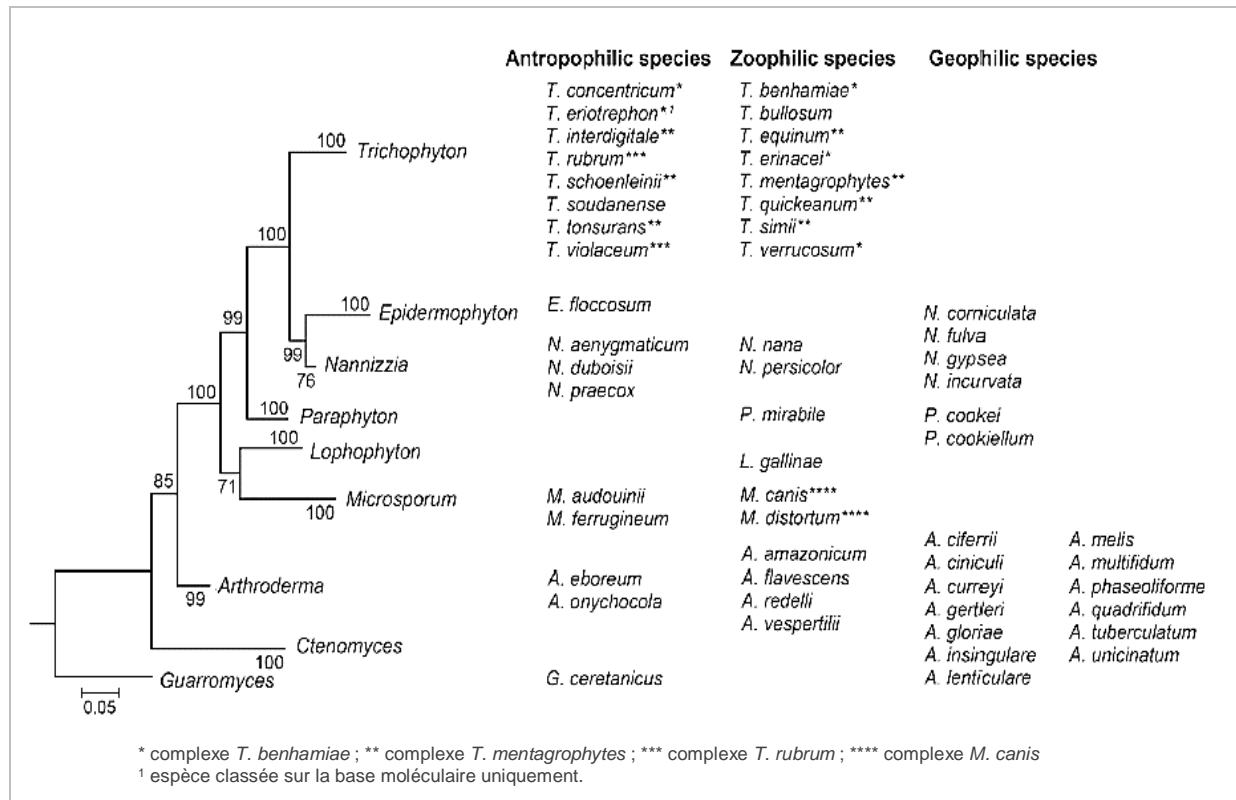 Antropophilic species Zoophilic species Geophilic species
T. concentricum* T. benhamiae*
T. eriotrephon*¹ T. bullosum
T. interdigitale** T. equinum**
100 Trichophyton T. rubrum*** T. erinacei*
T. schoenleinii** T. mentagrophytes**
T. soudanense T. quickeanum**
100 T. tonsurans** T. simii**
T. violaceum*** T. verrucosum*
100 Epidermophyton E. floccosum N. corniculata
99 N. fulva
99 N. aenygmaticum N. nana N. gypsea
76 Nannizzia N. duboisii N. persicolor N. incurvata
100 N. praecox
100 Paraphyton P. mirabile P. cookei
100 Lophophyton P. cookiellum
71 L. gallinae
85 Microsporum M. audouinii M. canis****
100 M. ferrugineum M. distortum****
A. ciferrii A. melis
A. amazonicum A. ciniculi A. multifidum
Arthroderma A. eboreum A. flavescens A. curreyi A. phaseoliforme
99 A. onychocola A. redelli A. gertleri A. quadrifidum
A. vespertilii A. gloriae A. tuberculatum
Ctenomyces A. insingulare A. unicinatum
100
Guarromyces G. ceretanicus A. lenticulare
0.05
* complexe T. benhamiae ; ** complexe T. mentagrophytes ; *** complexe T. rubrum ; **** complexe M. canis
¹ espèce classée sur la base moléculaire uniquement.